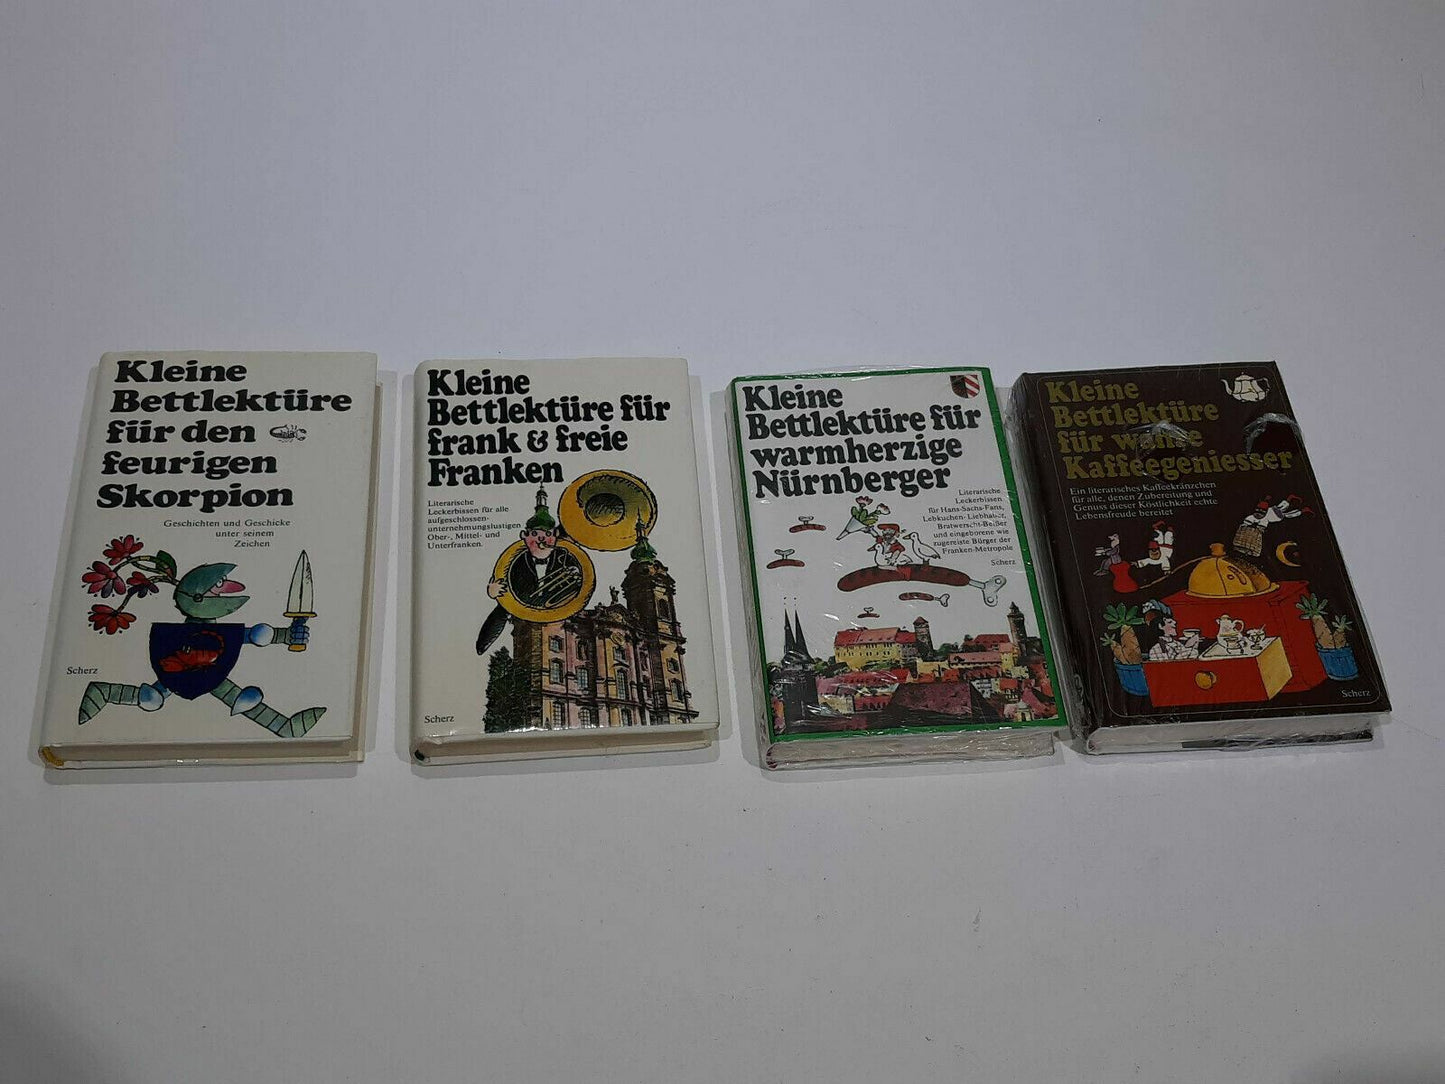 Kleine
Bettlektüre
für den
feurigen
Skorpion
Geschichten und Geschicke
unter seinem
Zeichen
Scherz
Kleine
Bettlektüre für
frank & freie
Franken
Literarische
Leckerbissen für alle
aufgeschlossen-
unternehmungslustigen
Ober-, Mittel- und
Unterfranken.
Scherz
Kleine
Bettlektüre für
warmherzige
Nürnberger
Literarische
Leckerbissen
für Hans-Sachs-Fans,
Lebkuchen-Liebhaber,
Bratwerscht-Beißer
und eingeborene wie
zugereiste Bürger der
Franken-Metropole
Scherz
Kleine
Bettlektüre
für wahre
Kaffeegeniesser
Ein literarisches Kaffeekränzchen
für alle, denen Zubereitung und
Genuss dieser Köstlichkeit echte
Lebensfreude bereitet
Scherz